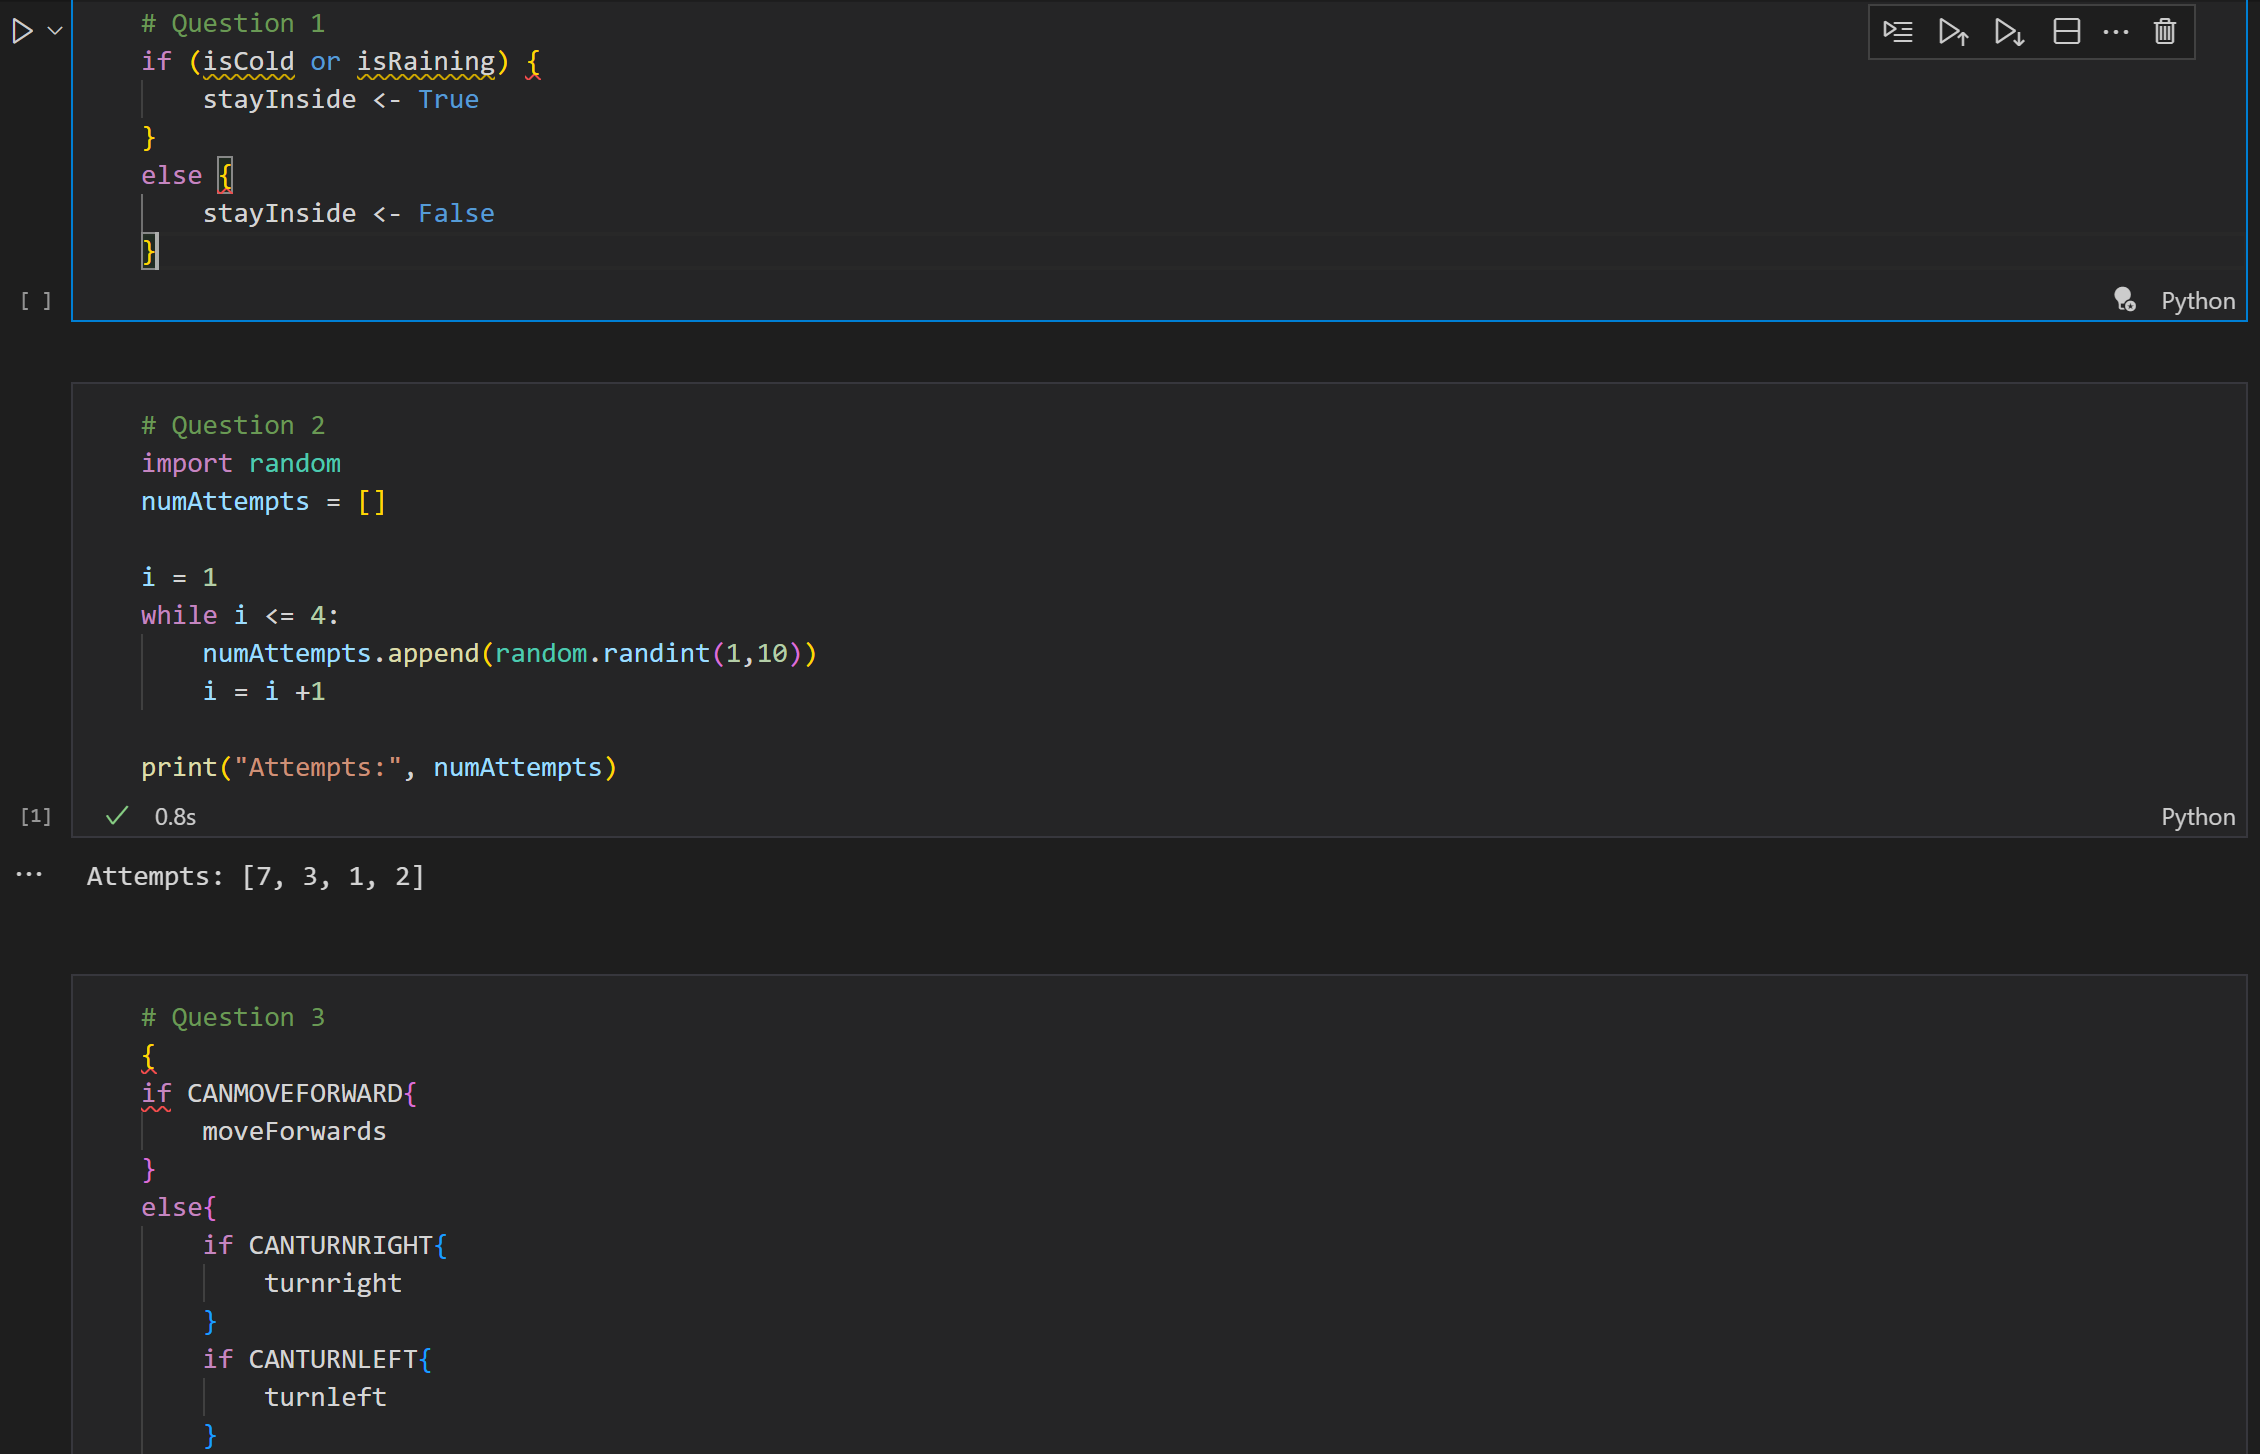 # Question 1
if (isCold or isRaining) {
    stayInside <- True
}
else {
    stayInside <- False
}
[ ]
Python
# Question 2
import random
numAttempts = []
i = 1
while i <= 4:
    numAttempts.append(random.randint(1,10))
    i = i +1
print("Attempts:", numAttempts)
[1]
0.8s
Python
Attempts: [7, 3, 1, 2]
# Question 3
{
if CANMOVEFORWARD{
    moveForwards
}
else{
    if CANTURNRIGHT{
        turnright
    }
    if CANTURNLEFT{
        turnleft
    }